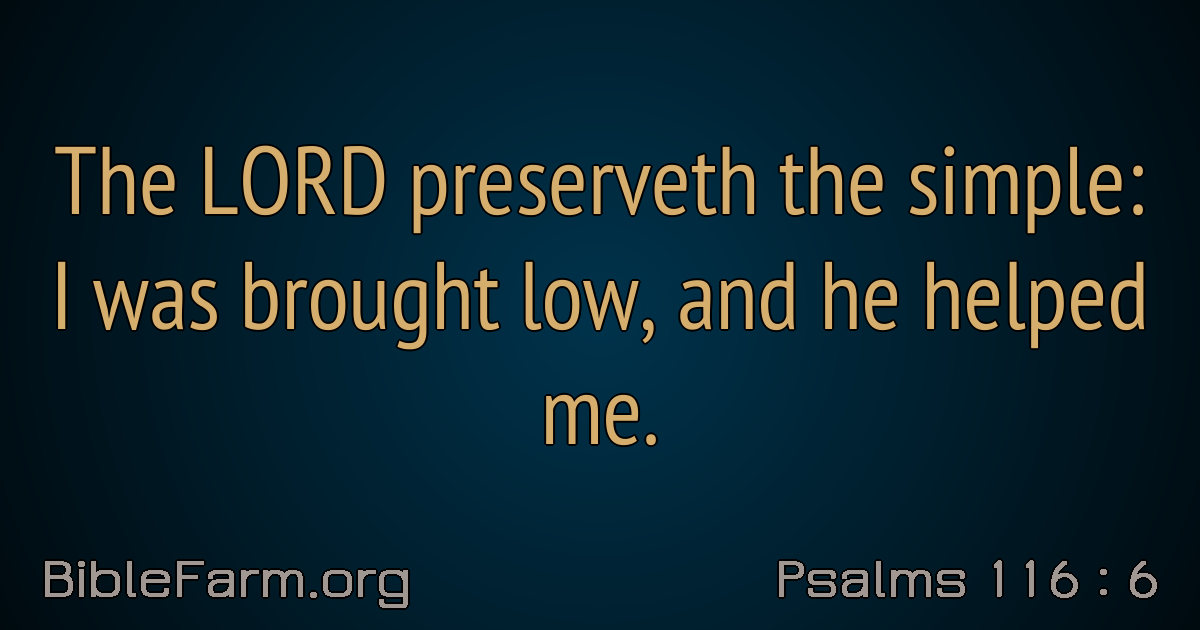 The LORD preserveth the simple:
I was brought low, and he helped
me.
BibleFarm.org
Psalms 116 : 6